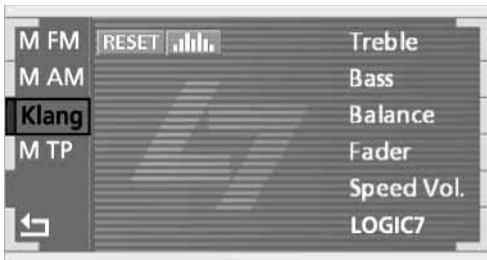 M FM RESET Treble
M AM Bass
Klang Balance
M TP Fader
Speed Vol.
LOGIC7